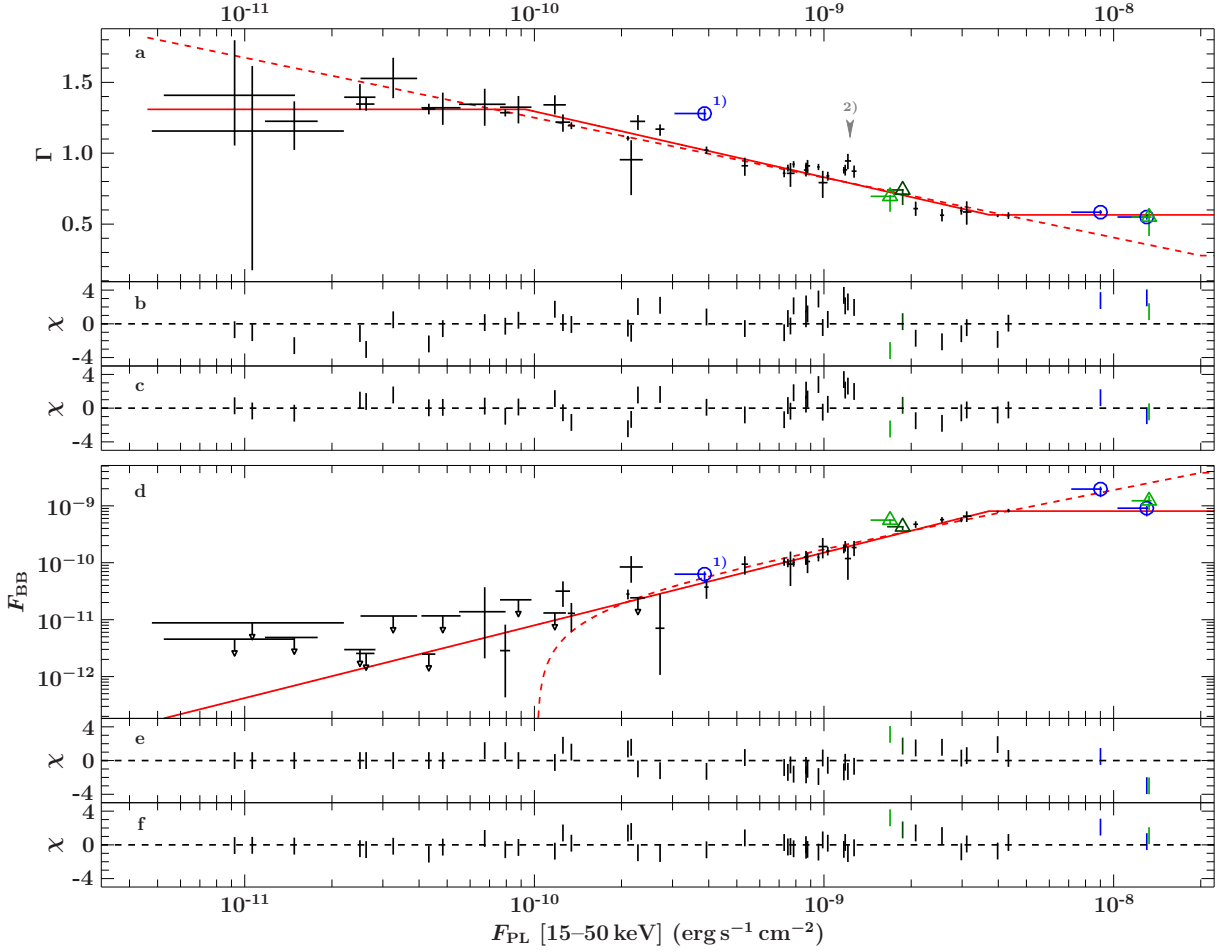 10⁻¹¹ 10⁻¹⁰ 10⁻⁹ 10⁻⁸
a
1.5
1.0
0.5
Γ
1)
2)
b
4
0
-4
χ
c
4
0
-4
χ
d
10⁻⁹
10⁻¹⁰
10⁻¹¹
10⁻¹²
F_BB
1)
e
4
0
-4
χ
f
4
0
-4
χ
10⁻¹¹ 10⁻¹⁰ 10⁻⁹ 10⁻⁸
F_PL [15–50 keV] (erg s⁻¹ cm⁻²)